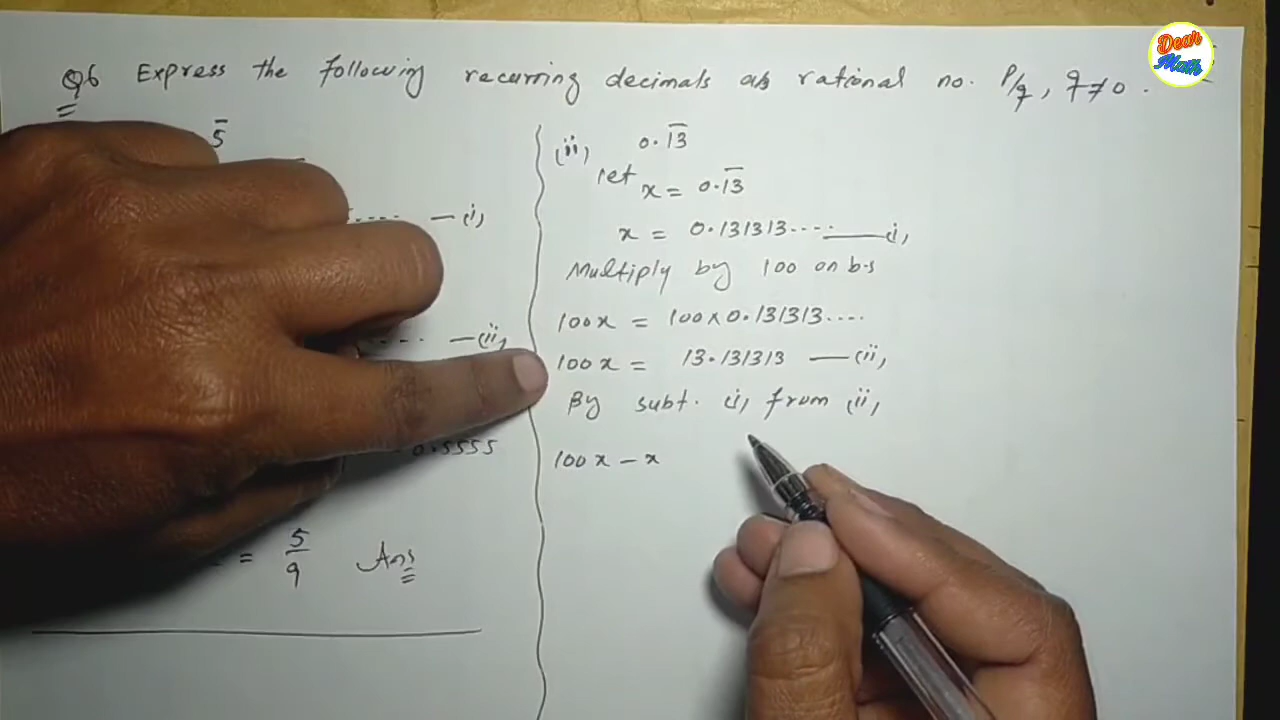 Q6 Express the following recurring decimals as rational no. P/q, q≠0.
5̅
.... — (i)
.... — (ii)
0.5555
= 5/9 Ans
(ii) 0.1̅3̅
let x = 0.1̅3̅
x = 0.131313.... — (i)
Multiply by 100 on b.s
100x = 100×0.131313....
100x = 13.131313 — (ii)
By subt. (i) from (ii)
100x – x
Dear
Math